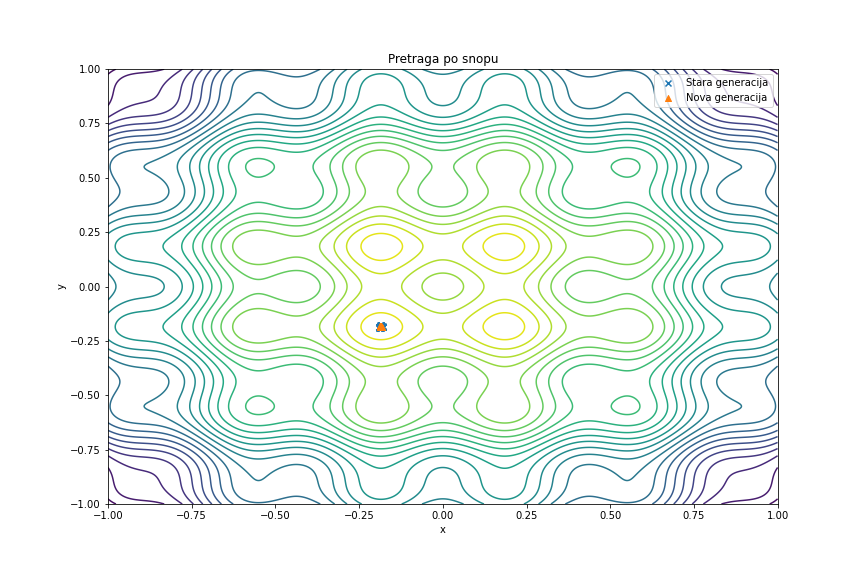 Pretraga po snopu
Stara generacija
Nova generacija
1.00
0.75
0.50
0.25
0.00
−0.25
−0.50
−0.75
−1.00
y
−1.00 −0.75 −0.50 −0.25 0.00 0.25 0.50 0.75 1.00
x